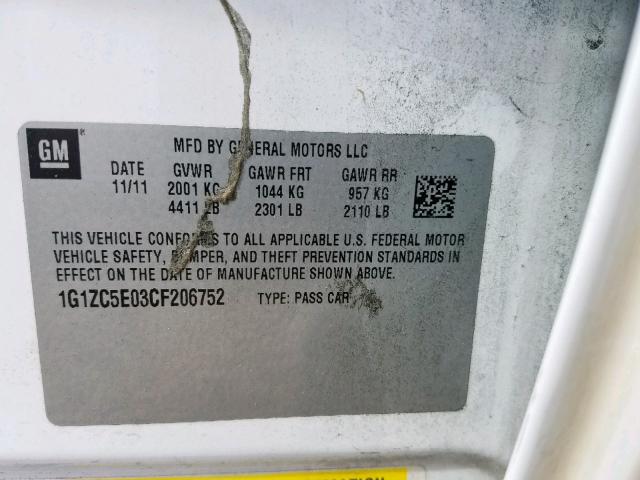 GM
MFD BY GENERAL MOTORS LLC
DATE GVWR GAWR FRT GAWR RR
11/11 2001 KG 1044 KG 957 KG
4411 LB 2301 LB 2110 LB
THIS VEHICLE CONFORMS TO ALL APPLICABLE U.S. FEDERAL MOTOR
VEHICLE SAFETY, BUMPER, AND THEFT PREVENTION STANDARDS IN
EFFECT ON THE DATE OF MANUFACTURE SHOWN ABOVE.
1G1ZC5E03CF206752 TYPE: PASS CAR